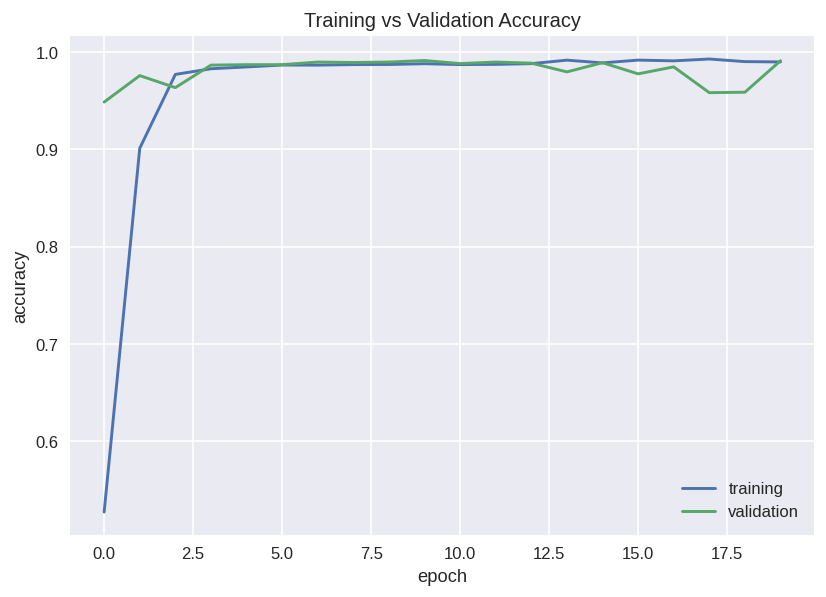 Training vs Validation Accuracy
1.0
0.9
0.8
0.7
0.6
accuracy
training
validation
0.0 2.5 5.0 7.5 10.0 12.5 15.0 17.5
epoch